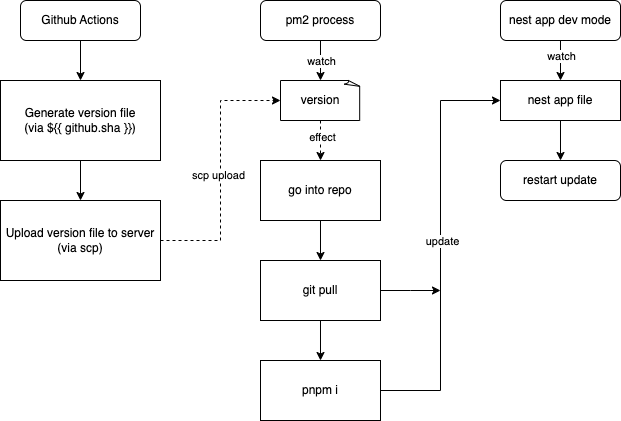 Github Actions
Generate version file
(via ${{ github.sha }})
Upload version file to server
(via scp)
scp upload
pm2 process
watch
version
effect
go into repo
git pull
pnpm i
update
nest app dev mode
watch
nest app file
restart update